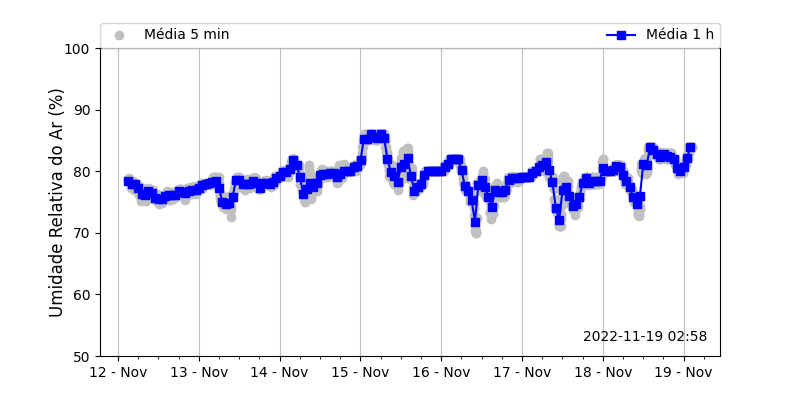 Média 5 min
Média 1 h
Umidade Relativa do Ar (%)
100
90
80
70
60
50
2022-11-19 02:58
12 - Nov
13 - Nov
14 - Nov
15 - Nov
16 - Nov
17 - Nov
18 - Nov
19 - Nov